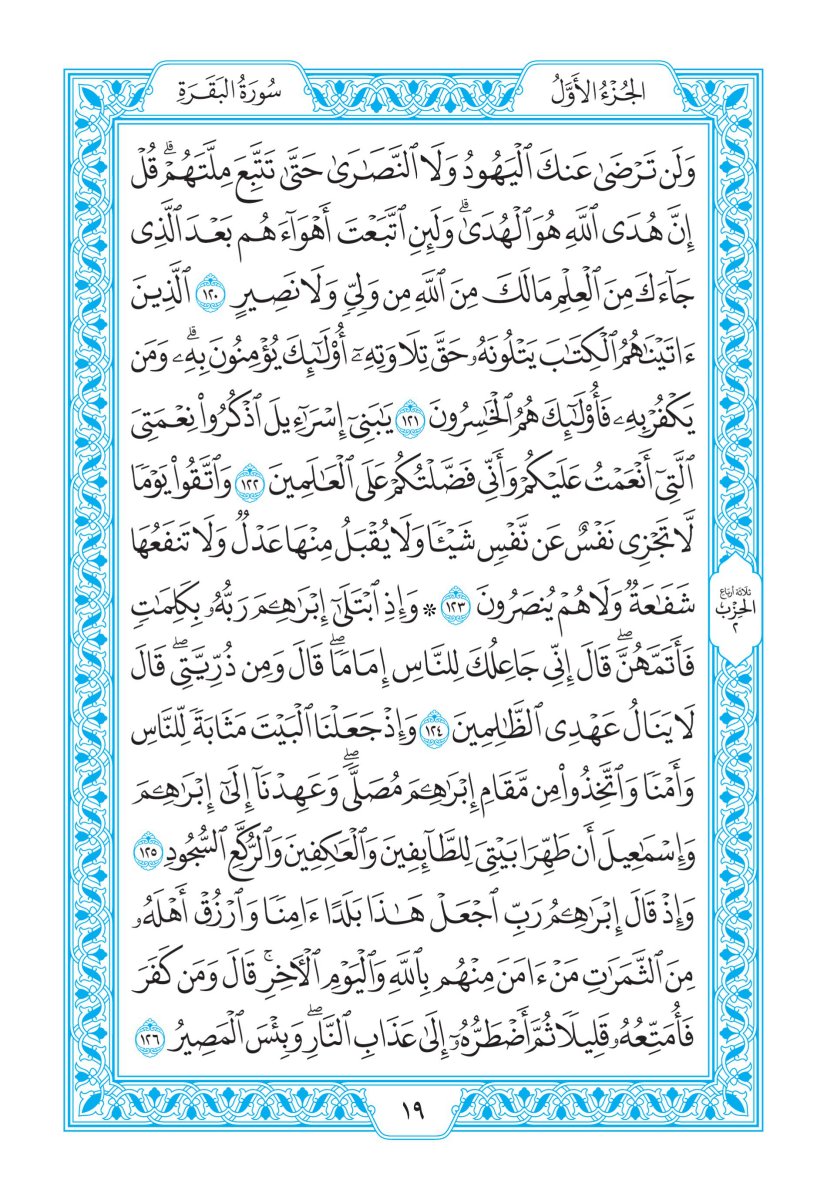 الجُزْءُ الأَوَّلُ
سُورَةُ البَقَرَةِ
وَلَن تَرْضَىٰ عَنكَ ٱلْيَهُودُ وَلَا ٱلنَّصَٰرَىٰ حَتَّىٰ تَتَّبِعَ مِلَّتَهُمْۗ قُلْ
إِنَّ هُدَى ٱللَّهِ هُوَ ٱلْهُدَىٰۗ وَلَئِنِ ٱتَّبَعْتَ أَهْوَآءَهُم بَعْدَ ٱلَّذِى
جَآءَكَ مِنَ ٱلْعِلْمِ مَا لَكَ مِنَ ٱللَّهِ مِن وَلِىٍّ وَلَا نَصِيرٍ ١٢٠ ٱلَّذِينَ
ءَاتَيْنَٰهُمُ ٱلْكِتَٰبَ يَتْلُونَهُۥ حَقَّ تِلَاوَتِهِۦٓ أُو۟لَٰٓئِكَ يُؤْمِنُونَ بِهِۦۗ وَمَن
يَكْفُرْ بِهِۦ فَأُو۟لَٰٓئِكَ هُمُ ٱلْخَٰسِرُونَ ١٢١ يَٰبَنِىٓ إِسْرَٰٓءِيلَ ٱذْكُرُوا۟ نِعْمَتِىَ
ٱلَّتِىٓ أَنْعَمْتُ عَلَيْكُمْ وَأَنِّى فَضَّلْتُكُمْ عَلَى ٱلْعَٰلَمِينَ ١٢٢ وَٱتَّقُوا۟ يَوْمًا
لَّا تَجْزِى نَفْسٌ عَن نَّفْسٍ شَيْـًٔا وَلَا يُقْبَلُ مِنْهَا عَدْلٌ وَلَا تَنفَعُهَا
شَفَٰعَةٌ وَلَا هُمْ يُنصَرُونَ ١٢٣ * وَإِذِ ٱبْتَلَىٰٓ إِبْرَٰهِـۧمَ رَبُّهُۥ بِكَلِمَٰتٍ
فَأَتَمَّهُنَّۖ قَالَ إِنِّى جَاعِلُكَ لِلنَّاسِ إِمَامًاۖ قَالَ وَمِن ذُرِّيَّتِىۖ قَالَ
لَا يَنَالُ عَهْدِى ٱلظَّٰلِمِينَ ١٢٤ وَإِذْ جَعَلْنَا ٱلْبَيْتَ مَثَابَةً لِّلنَّاسِ
وَأَمْنًا وَٱتَّخِذُوا۟ مِن مَّقَامِ إِبْرَٰهِـۧمَ مُصَلًّىۖ وَعَهِدْنَآ إِلَىٰٓ إِبْرَٰهِـۧمَ
وَإِسْمَٰعِيلَ أَن طَهِّرَا بَيْتِىَ لِلطَّآئِفِينَ وَٱلْعَٰكِفِينَ وَٱلرُّكَّعِ ٱلسُّجُودِ ١٢٥
وَإِذْ قَالَ إِبْرَٰهِـۧمُ رَبِّ ٱجْعَلْ هَٰذَا بَلَدًا ءَامِنًا وَٱرْزُقْ أَهْلَهُۥ
مِنَ ٱلثَّمَرَٰتِ مَنْ ءَامَنَ مِنْهُم بِٱللَّهِ وَٱلْيَوْمِ ٱلْءَاخِرِۚ قَالَ وَمَن كَفَرَ
فَأُمَتِّعُهُۥ قَلِيلًا ثُمَّ أَضْطَرُّهُۥٓ إِلَىٰ عَذَابِ ٱلنَّارِۖ وَبِئْسَ ٱلْمَصِيرُ ١٢٦
ثلاثة أرباع
الحِزْب
٢
١٩